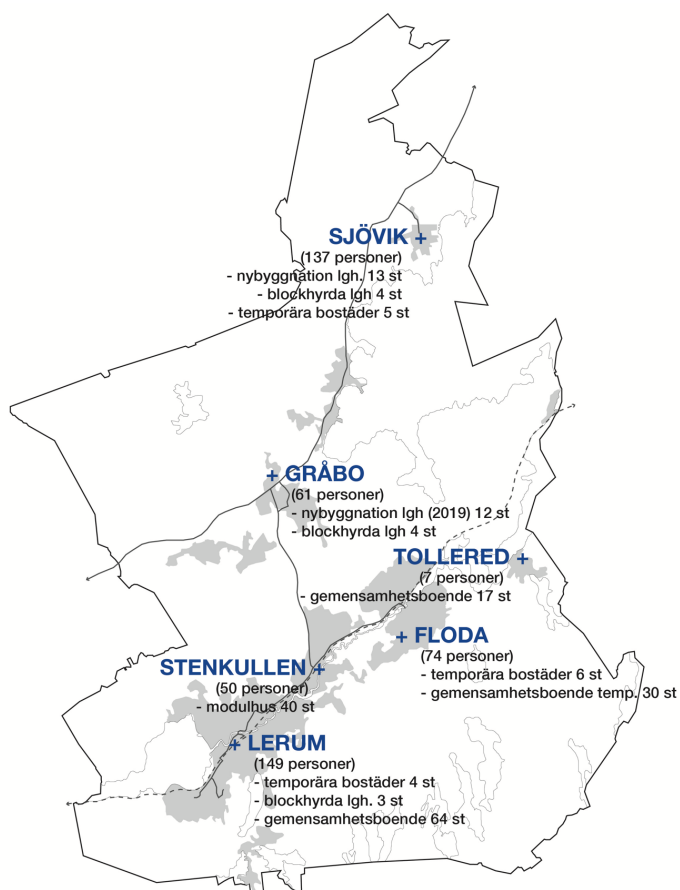 SJÖVIK +
(137 personer)
- nybyggnation lgh. 13 st
- blockhyrda lgh 4 st
- temporära bostäder 5 st
+ GRÅBO
(61 personer)
- nybyggnation lgh (2019) 12 st
- blockhyrda lgh 4 st
TOLLERED +
(7 personer)
- gemensamhetsboende 17 st
+ FLODA
(74 personer)
- temporära bostäder 6 st
- gemensamhetsboende temp. 30 st
STENKULLEN +
(50 personer)
- modulhus 40 st
+ LERUM
(149 personer)
- temporära bostäder 4 st
- blockhyrda lgh. 3 st
- gemensamhetsboende 64 st